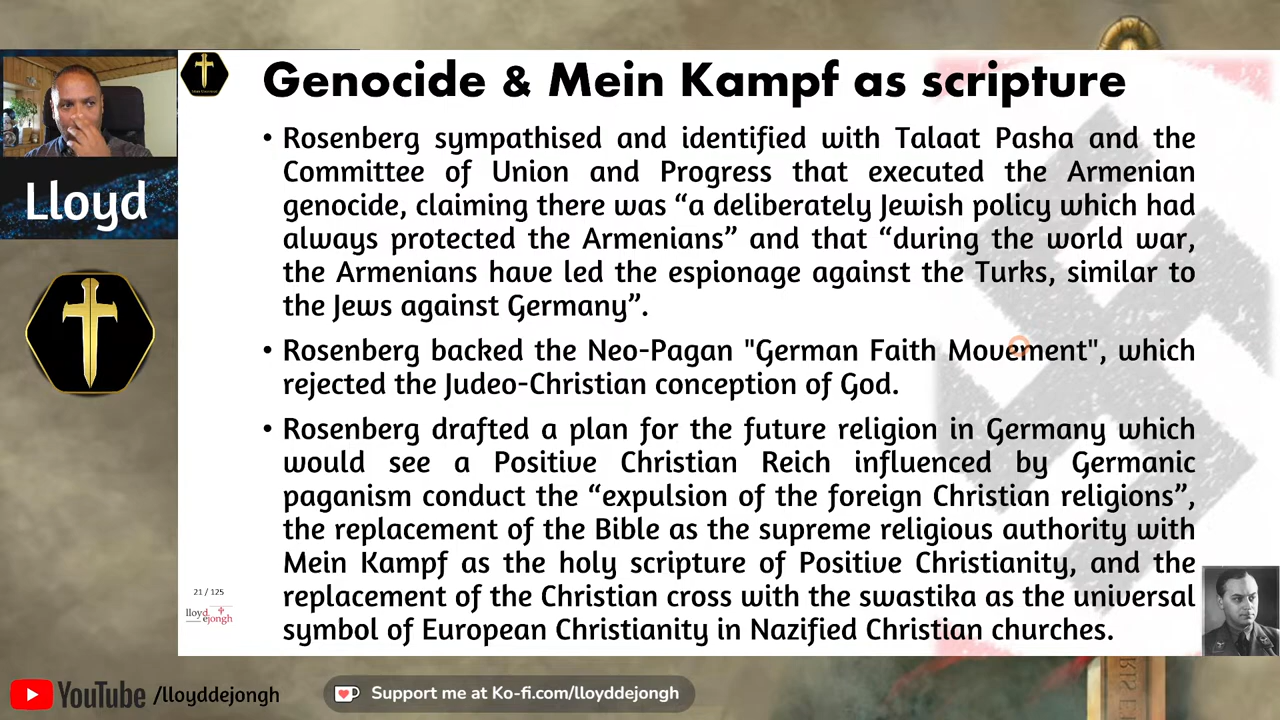 Genocide & Mein Kampf as scripture
• Rosenberg sympathised and identified with Talaat Pasha and the
Committee of Union and Progress that executed the Armenian
genocide, claiming there was “a deliberately Jewish policy which had
always protected the Armenians” and that “during the world war,
the Armenians have led the espionage against the Turks, similar to
the Jews against Germany”.
• Rosenberg backed the Neo-Pagan "German Faith Movement", which
rejected the Judeo-Christian conception of God.
• Rosenberg drafted a plan for the future religion in Germany which
would see a Positive Christian Reich influenced by Germanic
paganism conduct the “expulsion of the foreign Christian religions”,
the replacement of the Bible as the supreme religious authority with
Mein Kampf as the holy scripture of Positive Christianity, and the
replacement of the Christian cross with the swastika as the universal
symbol of European Christianity in Nazified Christian churches.
Lloyd
21 / 125
lloyd
dejongh
YouTube /lloyddejongh
Support me at Ko-fi.com/lloyddejongh